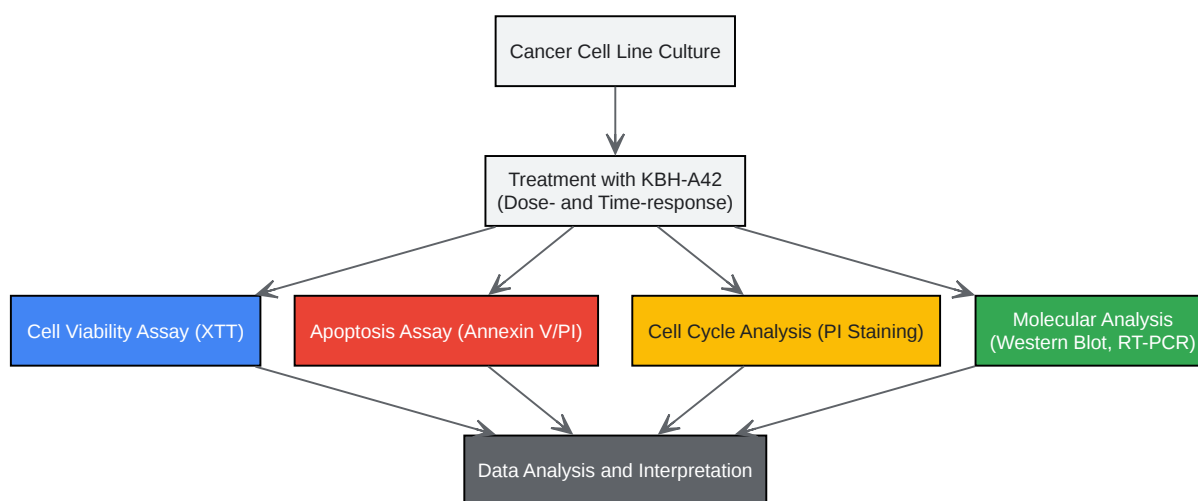 Cancer Cell Line Culture
Treatment with KBH-A42
(Dose- and Time-response)
Cell Viability Assay (XTT)
Apoptosis Assay (Annexin V/PI)
Cell Cycle Analysis (PI Staining)
Molecular Analysis
(Western Blot, RT-PCR)
Data Analysis and Interpretation